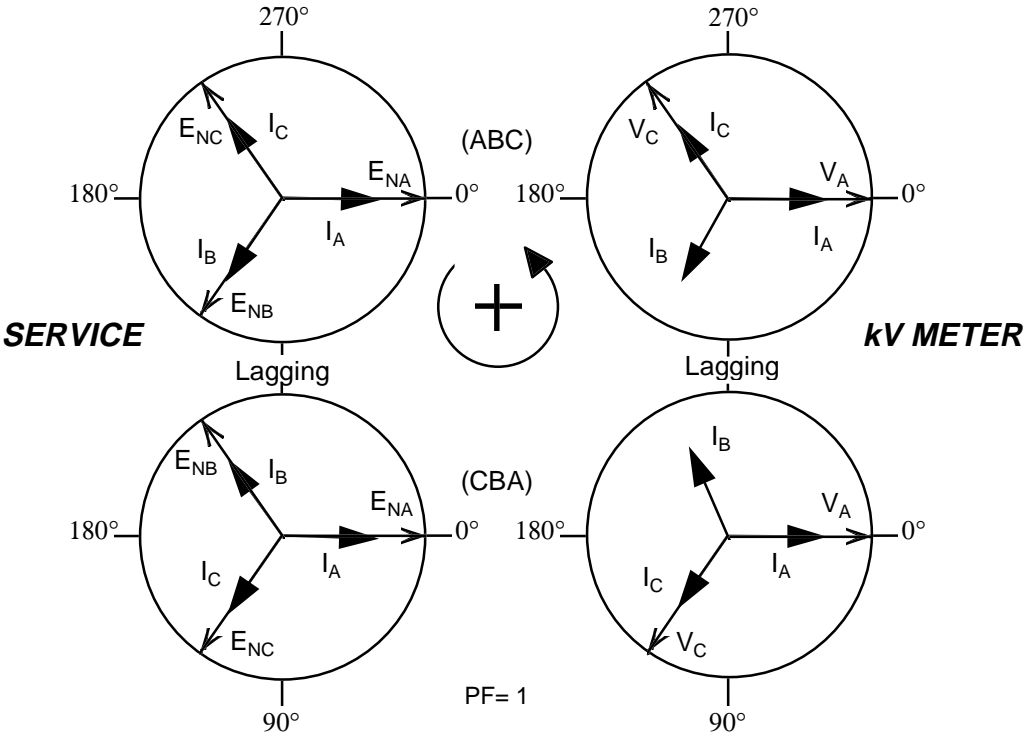 270°
270°
I_C
E_NC
(ABC)
I_C
V_C
E_NA
V_A
180°
0°
180°
0°
I_A
I_A
I_B
I_B
E_NB
+
SERVICE
kV METER
Lagging
Lagging
I_B
E_NB
(CBA)
I_B
E_NA
V_A
180°
0°
180°
0°
I_A
I_A
I_C
I_C
E_NC
V_C
PF= 1
90°
90°